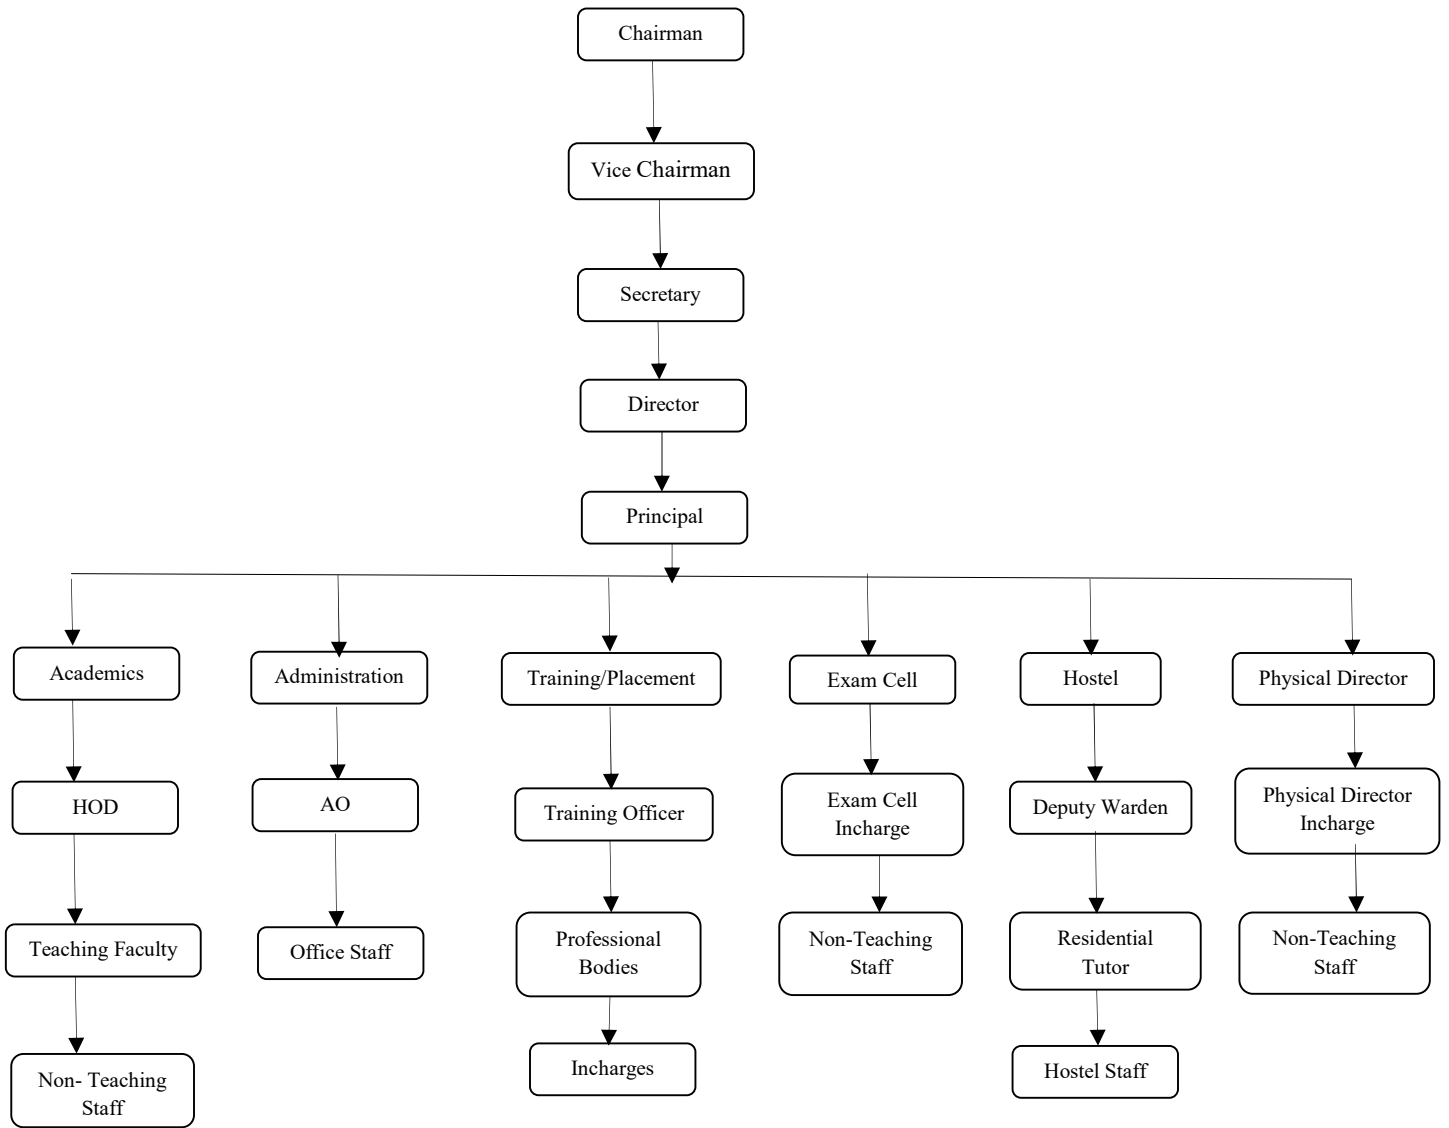 Chairman
Vice Chairman
Secretary
Director
Principal
Academics
Administration
Training/Placement
Exam Cell
Hostel
Physical Director
HOD
AO
Training Officer
Exam Cell
Incharge
Deputy Warden
Physical Director
Incharge
Teaching Faculty
Office Staff
Professional
Bodies
Non-Teaching
Staff
Residential
Tutor
Non-Teaching
Staff
Non- Teaching
Staff
Incharges
Hostel Staff